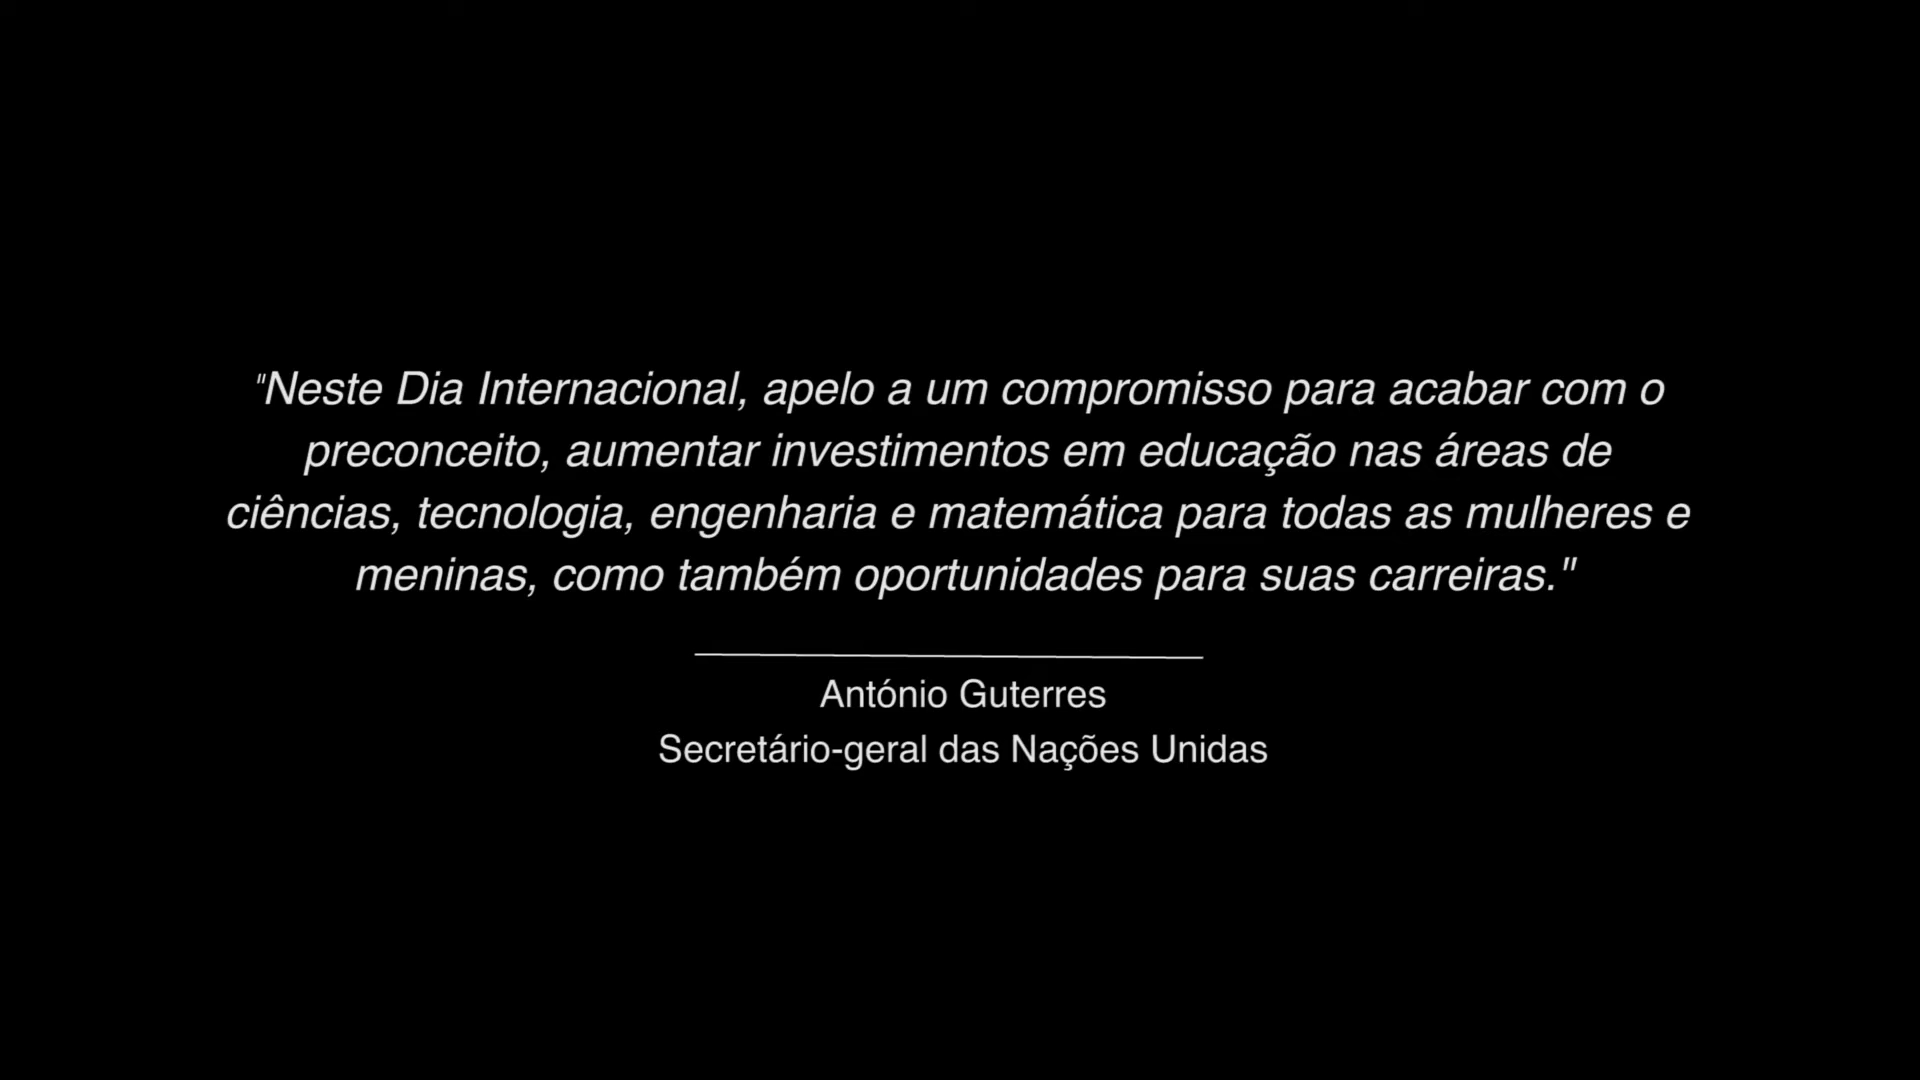 "Neste Dia Internacional, apelo a um compromisso para acabar com o
preconceito, aumentar investimentos em educação nas áreas de
ciências, tecnologia, engenharia e matemática para todas as mulheres e
meninas, como também oportunidades para suas carreiras."
António Guterres
Secretário-geral das Nações Unidas